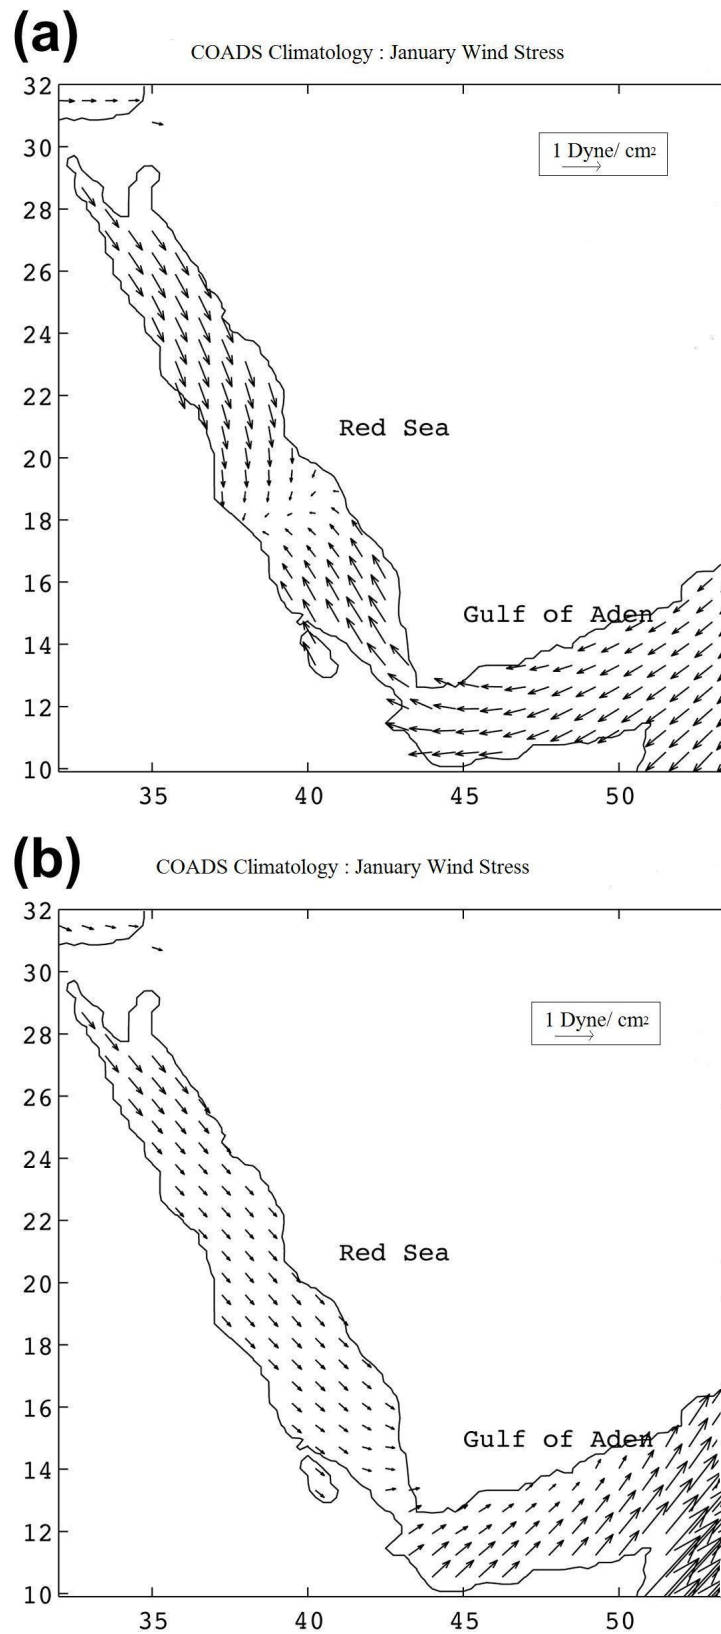 (a)
COADS Climatology : January Wind Stress
32
30
1 Dyne/ cm2
28
26
24
22
Red Sea
20
18
16
Gulf of Aden
14
12
10
35 40 45 50
(b)
COADS Climatology : January Wind Stress
32
30
1 Dyne/ cm2
28
26
24
22
Red Sea
20
18
16
Gulf of Aden
14
12
10
35 40 45 50